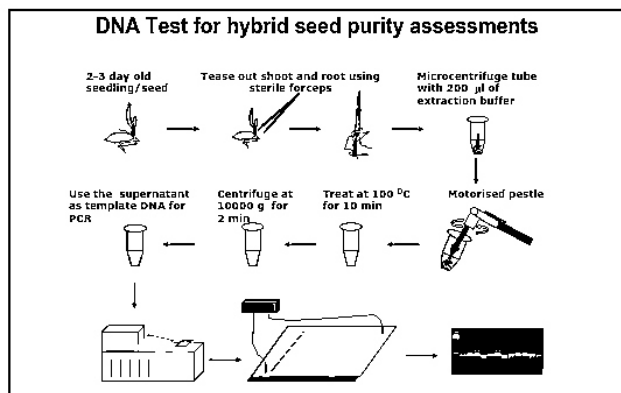 DNA Test for hybrid seed purity assessments
2-3 day old
seedling/seed
Tease out shoot and root using
sterile forceps
Microcentrifuge tube
with 200 µl of
extraction buffer
Use the supernatant
as template DNA for
PCR
Centrifuge at
10000 g for
2 min
Treat at 100 °C
for 10 min
Motorised pestle